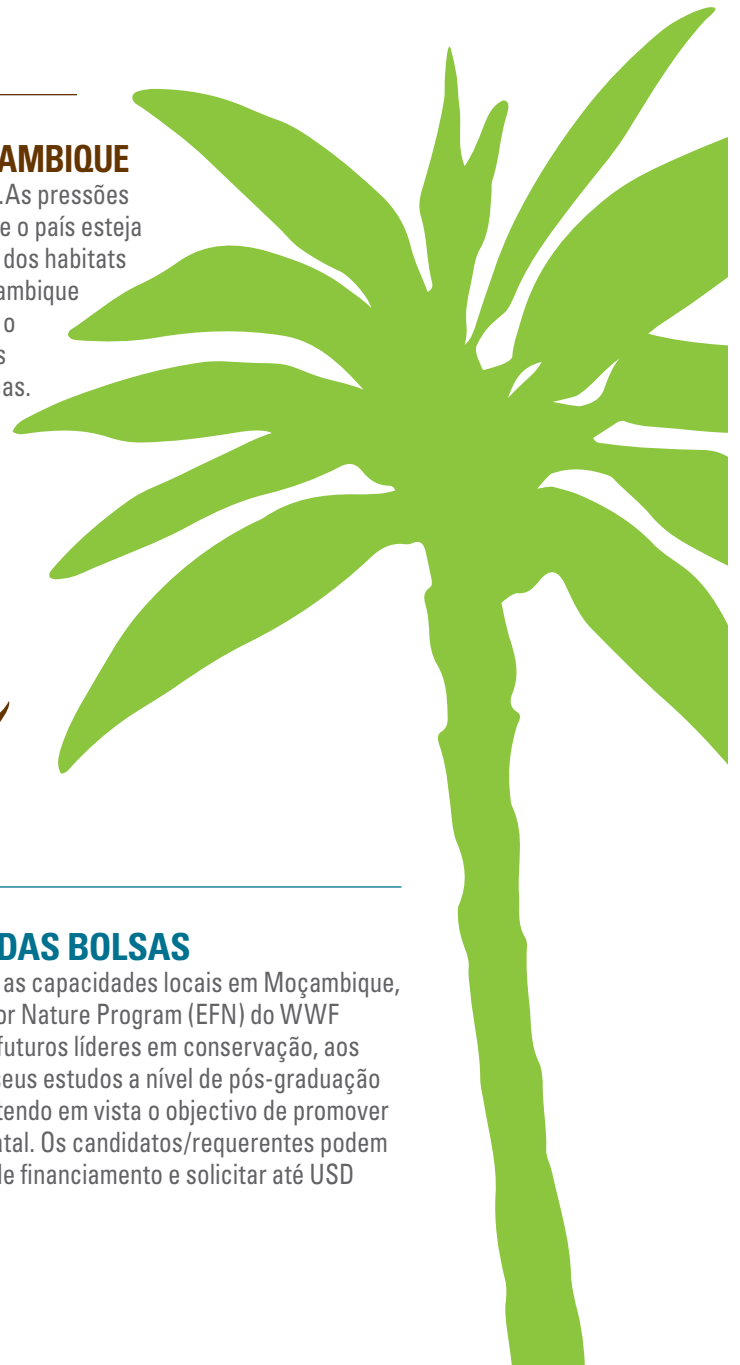 AMBIQUE
.As pressões
e o país esteja
dos habitats
ambique
o
s
as.
DAS BOLSAS
as capacidades locais em Moçambique,
or Nature Program (EFN) do WWF
futuros líderes em conservação, aos
seus estudos a nível de pós-graduação
tendo em vista o objectivo de promover
tal. Os candidatos/requerentes podem
de financiamento e solicitar até USD